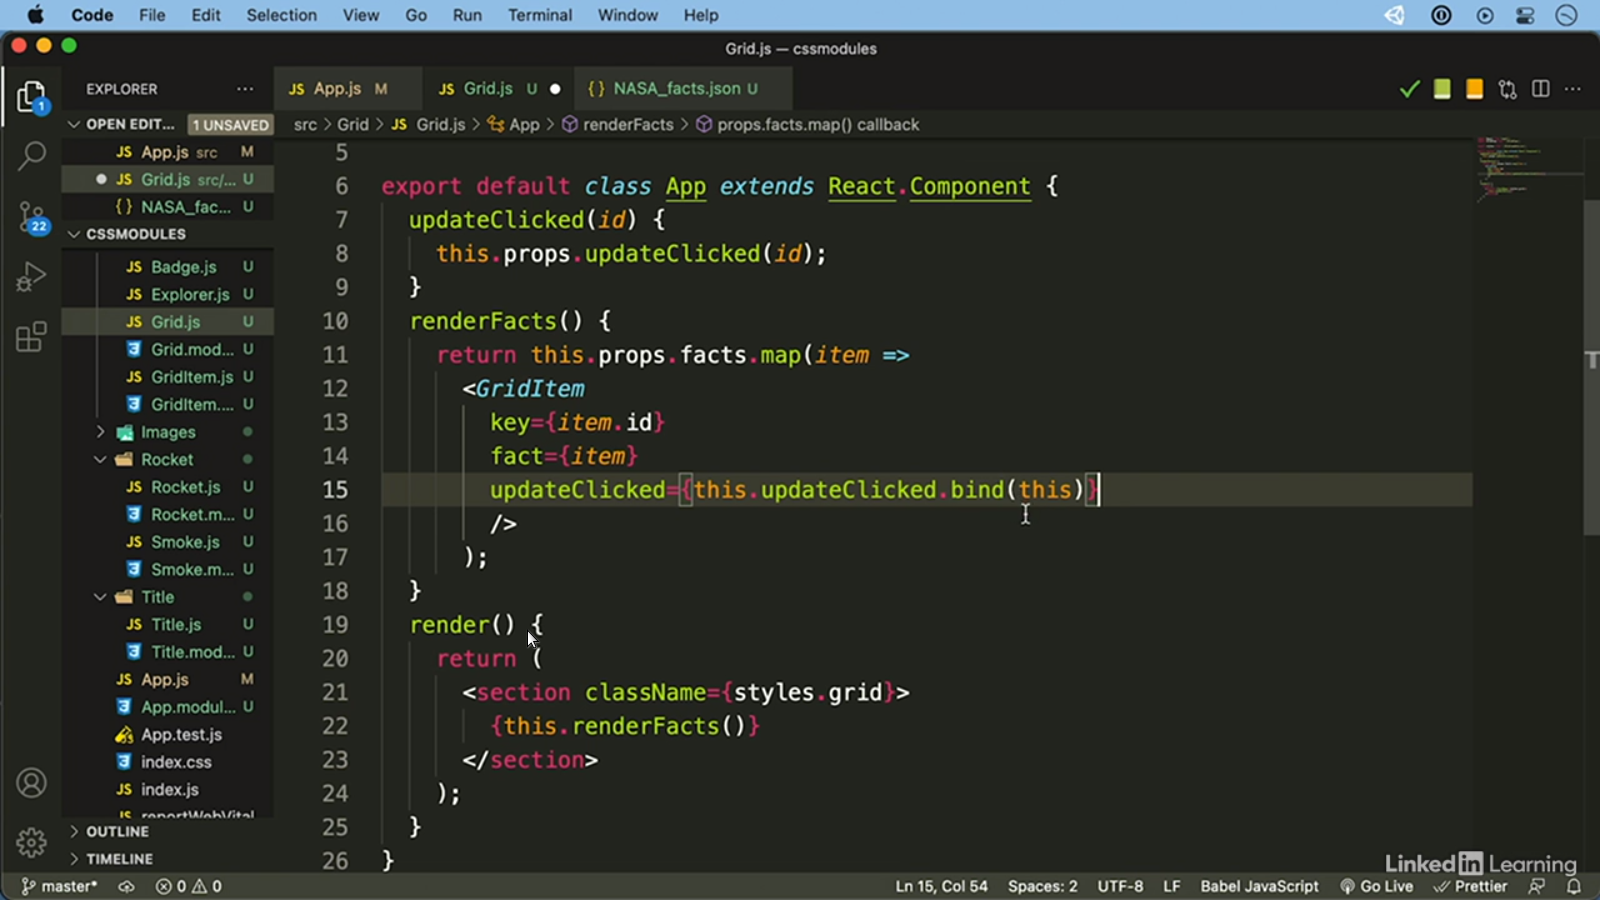 Code File Edit Selection View Go Run Terminal Window Help
Grid.js — cssmodules
EXPLORER ···
JS App.js M
JS Grid.js U
{} NASA_facts.json U
OPEN EDIT... 1 UNSAVED
src > Grid > JS Grid.js > App > renderFacts > props.facts.map() callback
JS App.js src M
JS Grid.js src/... U
{} NASA_fac... U
CSSMODULES
JS Badge.js U
JS Explorer.js U
JS Grid.js U
Grid.mod... U
JS GridItem.js U
GridItem.... U
Images
Rocket
JS Rocket.js U
Rocket.m... U
JS Smoke.js U
Smoke.m... U
Title
JS Title.js U
Title.mod... U
JS App.js M
App.modul... U
App.test.js
index.css
JS index.js
JS reportWebVital
OUTLINE
TIMELINE
1
22
5
6 export default class App extends React.Component {
7 updateClicked(id) {
8 this.props.updateClicked(id);
9 }
10 renderFacts() {
11 return this.props.facts.map(item =>
12 <GridItem
13 key={item.id}
14 fact={item}
15 updateClicked={this.updateClicked.bind(this)}
16 />
17 );
18 }
19 render() {
20 return (
21 <section className={styles.grid}>
22 {this.renderFacts()}
23 </section>
24 );
25 }
26 }
LinkedIn Learning
master* 0 0 Ln 15, Col 54 Spaces: 2 UTF-8 LF Babel JavaScript Go Live Prettier